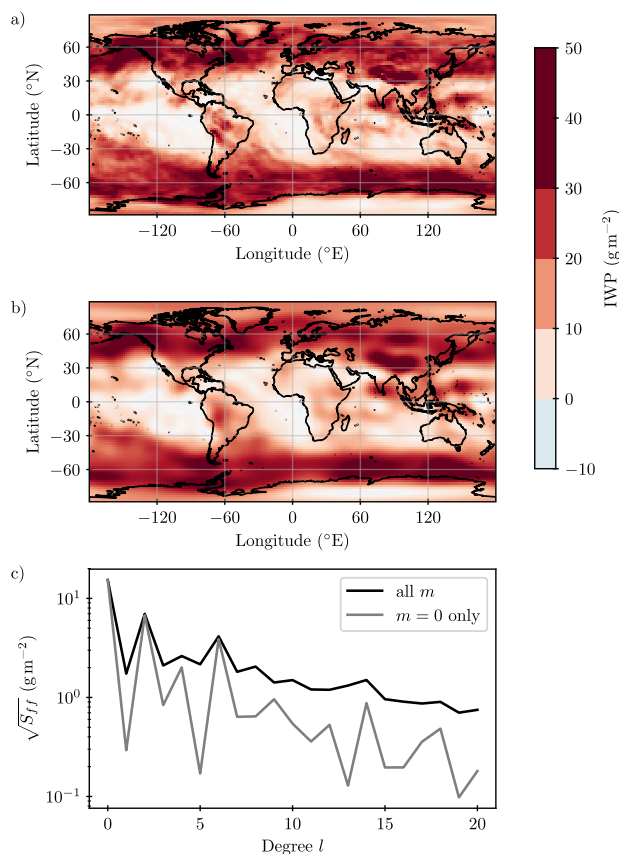 a)
60
30
0
−30
−60
Latitude (°N)
−120
−60
0
60
120
Longitude (°E)
b)
60
30
0
−30
−60
Latitude (°N)
−120
−60
0
60
120
Longitude (°E)
50
40
30
20
10
0
−10
IWP (g m⁻²)
c)
10¹
10⁰
10⁻¹
√S_ff (g m⁻²)
all m
m = 0 only
0
5
10
15
20
Degree l